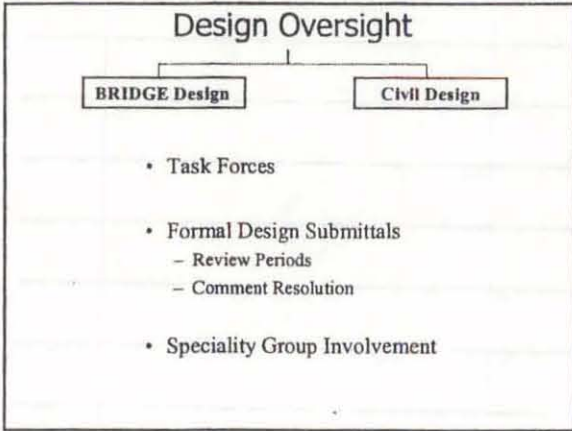 Design Oversight
BRIDGE Design
Civil Design
• Task Forces
• Formal Design Submittals
– Review Periods
– Comment Resolution
• Speciality Group Involvement